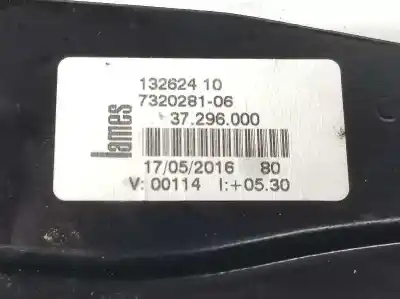 132624 10
7320281-06
37.296.000
lames
17/05/2016 80
V: 00114 I:+05.30